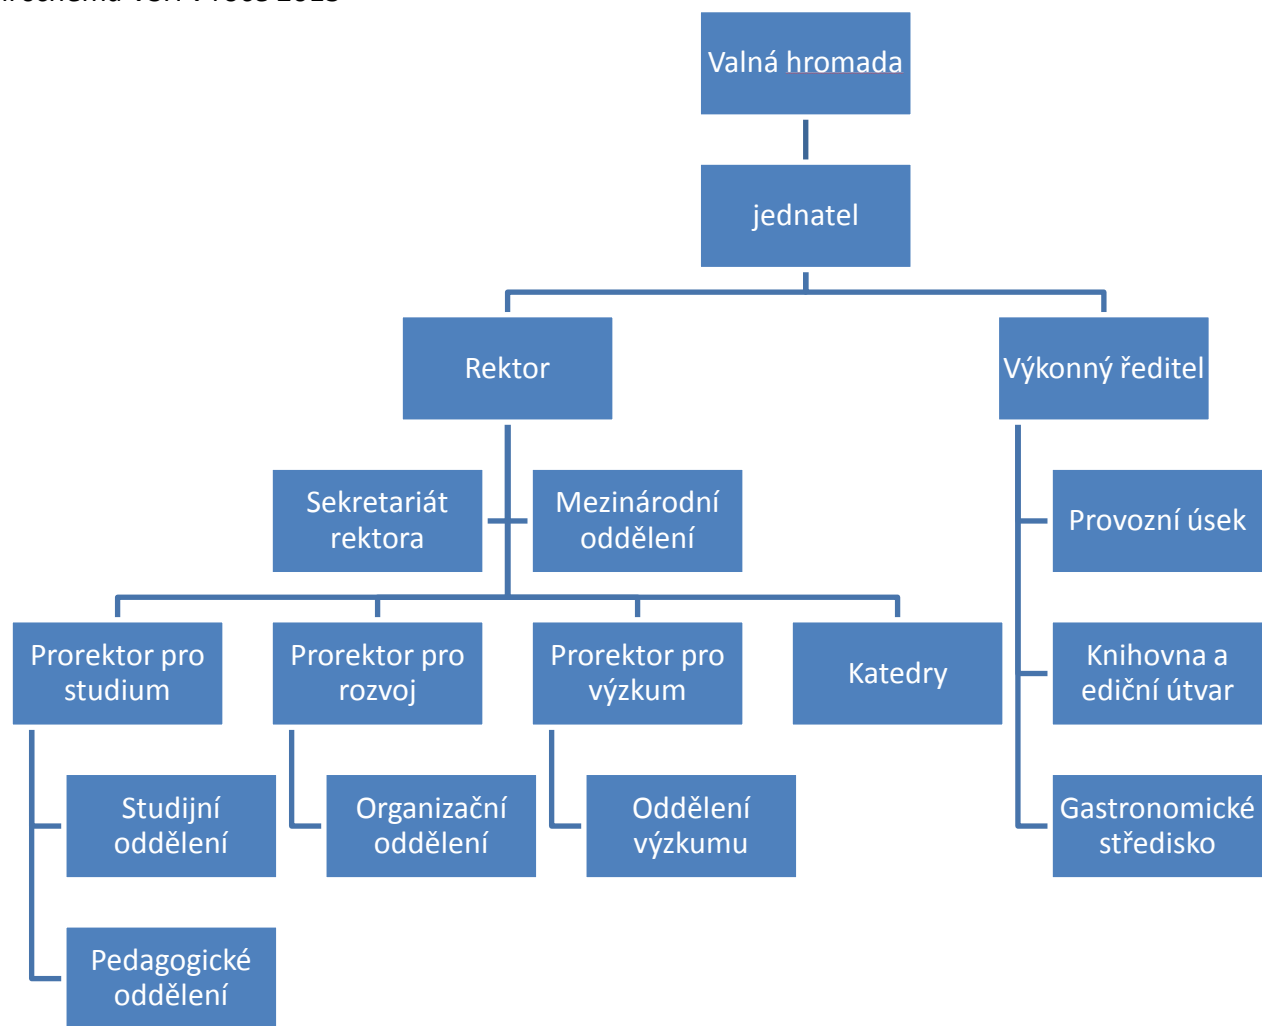 Valná hromada
jednatel
Rektor
Výkonný ředitel
Sekretariát
rektora
Mezinárodní
oddělení
Provozní úsek
Prorektor pro
studium
Prorektor pro
rozvoj
Prorektor pro
výzkum
Katedry
Knihovna a
ediční útvar
Studijní
oddělení
Organizační
oddělení
Oddělení
výzkumu
Gastronomické
středisko
Pedagogické
oddělení